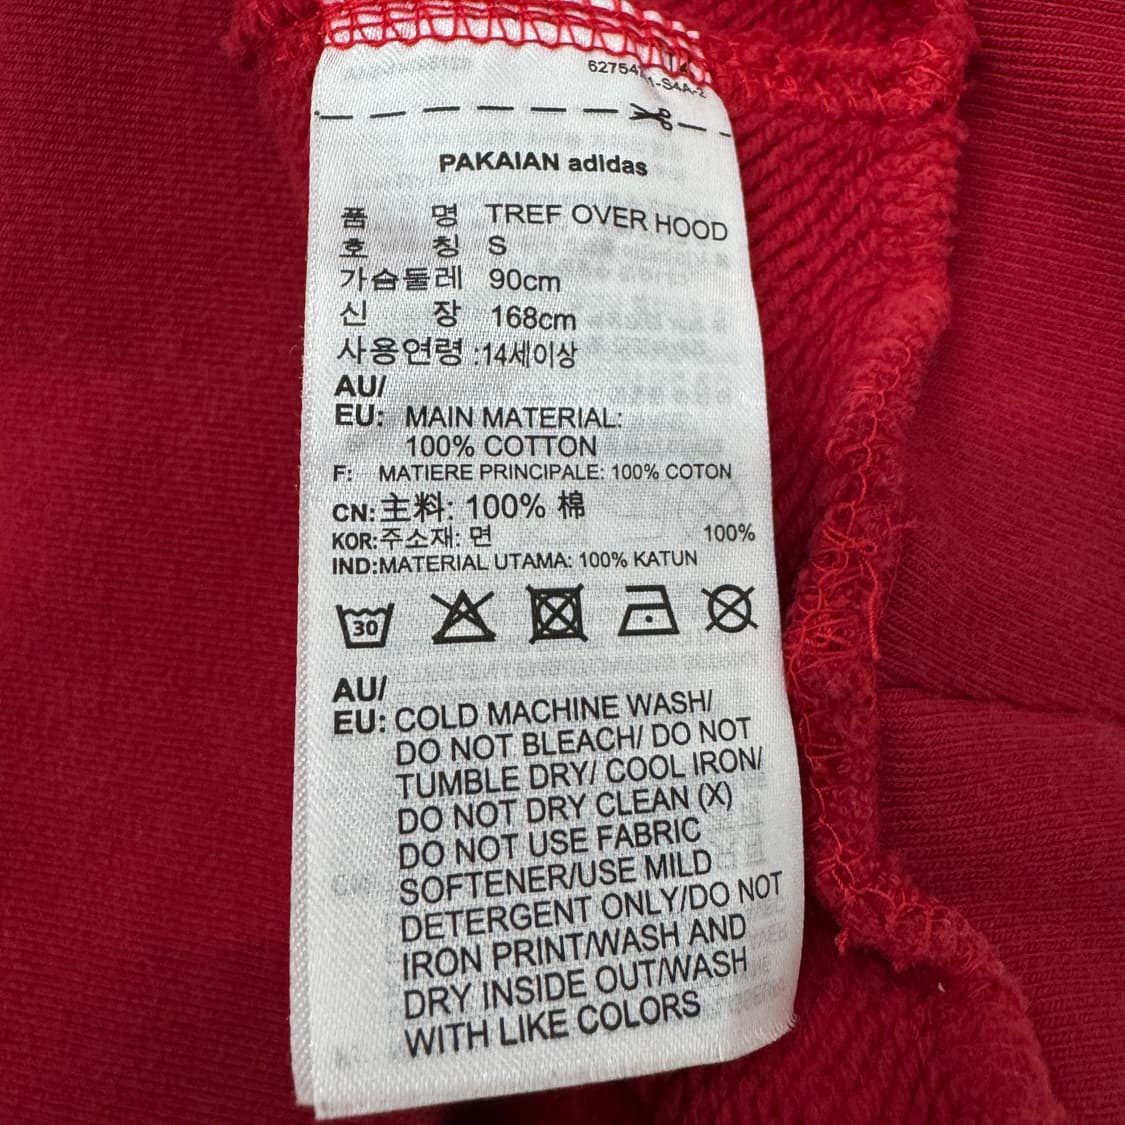 PAKAIAN adidas
품 명 TREF OVER HOOD
호 칭 S
가슴둘레 90cm
신 장 168cm
사용연령 :14세이상
AU/
EU: MAIN MATERIAL:
100% COTTON
F: MATIERE PRINCIPALE: 100% COTON
CN: 主料: 100% 棉
KOR:주소재: 면 100%
IND:MATERIAL UTAMA: 100% KATUN
30
AU/
EU: COLD MACHINE WASH/
DO NOT BLEACH/ DO NOT
TUMBLE DRY/ COOL IRON/
DO NOT DRY CLEAN (X)
DO NOT USE FABRIC
SOFTENER/USE MILD
DETERGENT ONLY/DO NOT
IRON PRINT/WASH AND
DRY INSIDE OUT/WASH
WITH LIKE COLORS